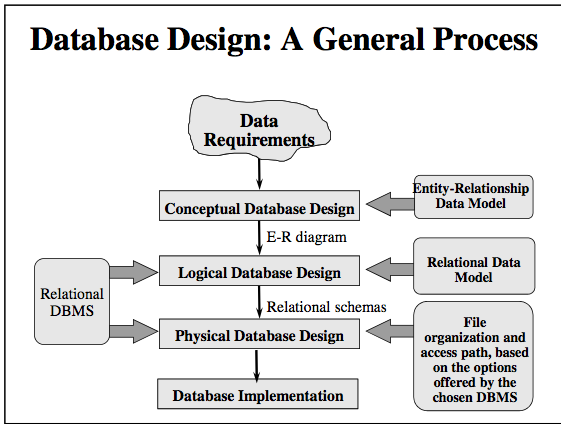 Database Design: A General Process
Data
Requirements
Conceptual Database Design
Entity-Relationship
Data Model
E-R diagram
Logical Database Design
Relational Data
Model
Relational
DBMS
Relational schemas
Physical Database Design
File
organization and
access path, based
on the options
offered by the
chosen DBMS
Database Implementation